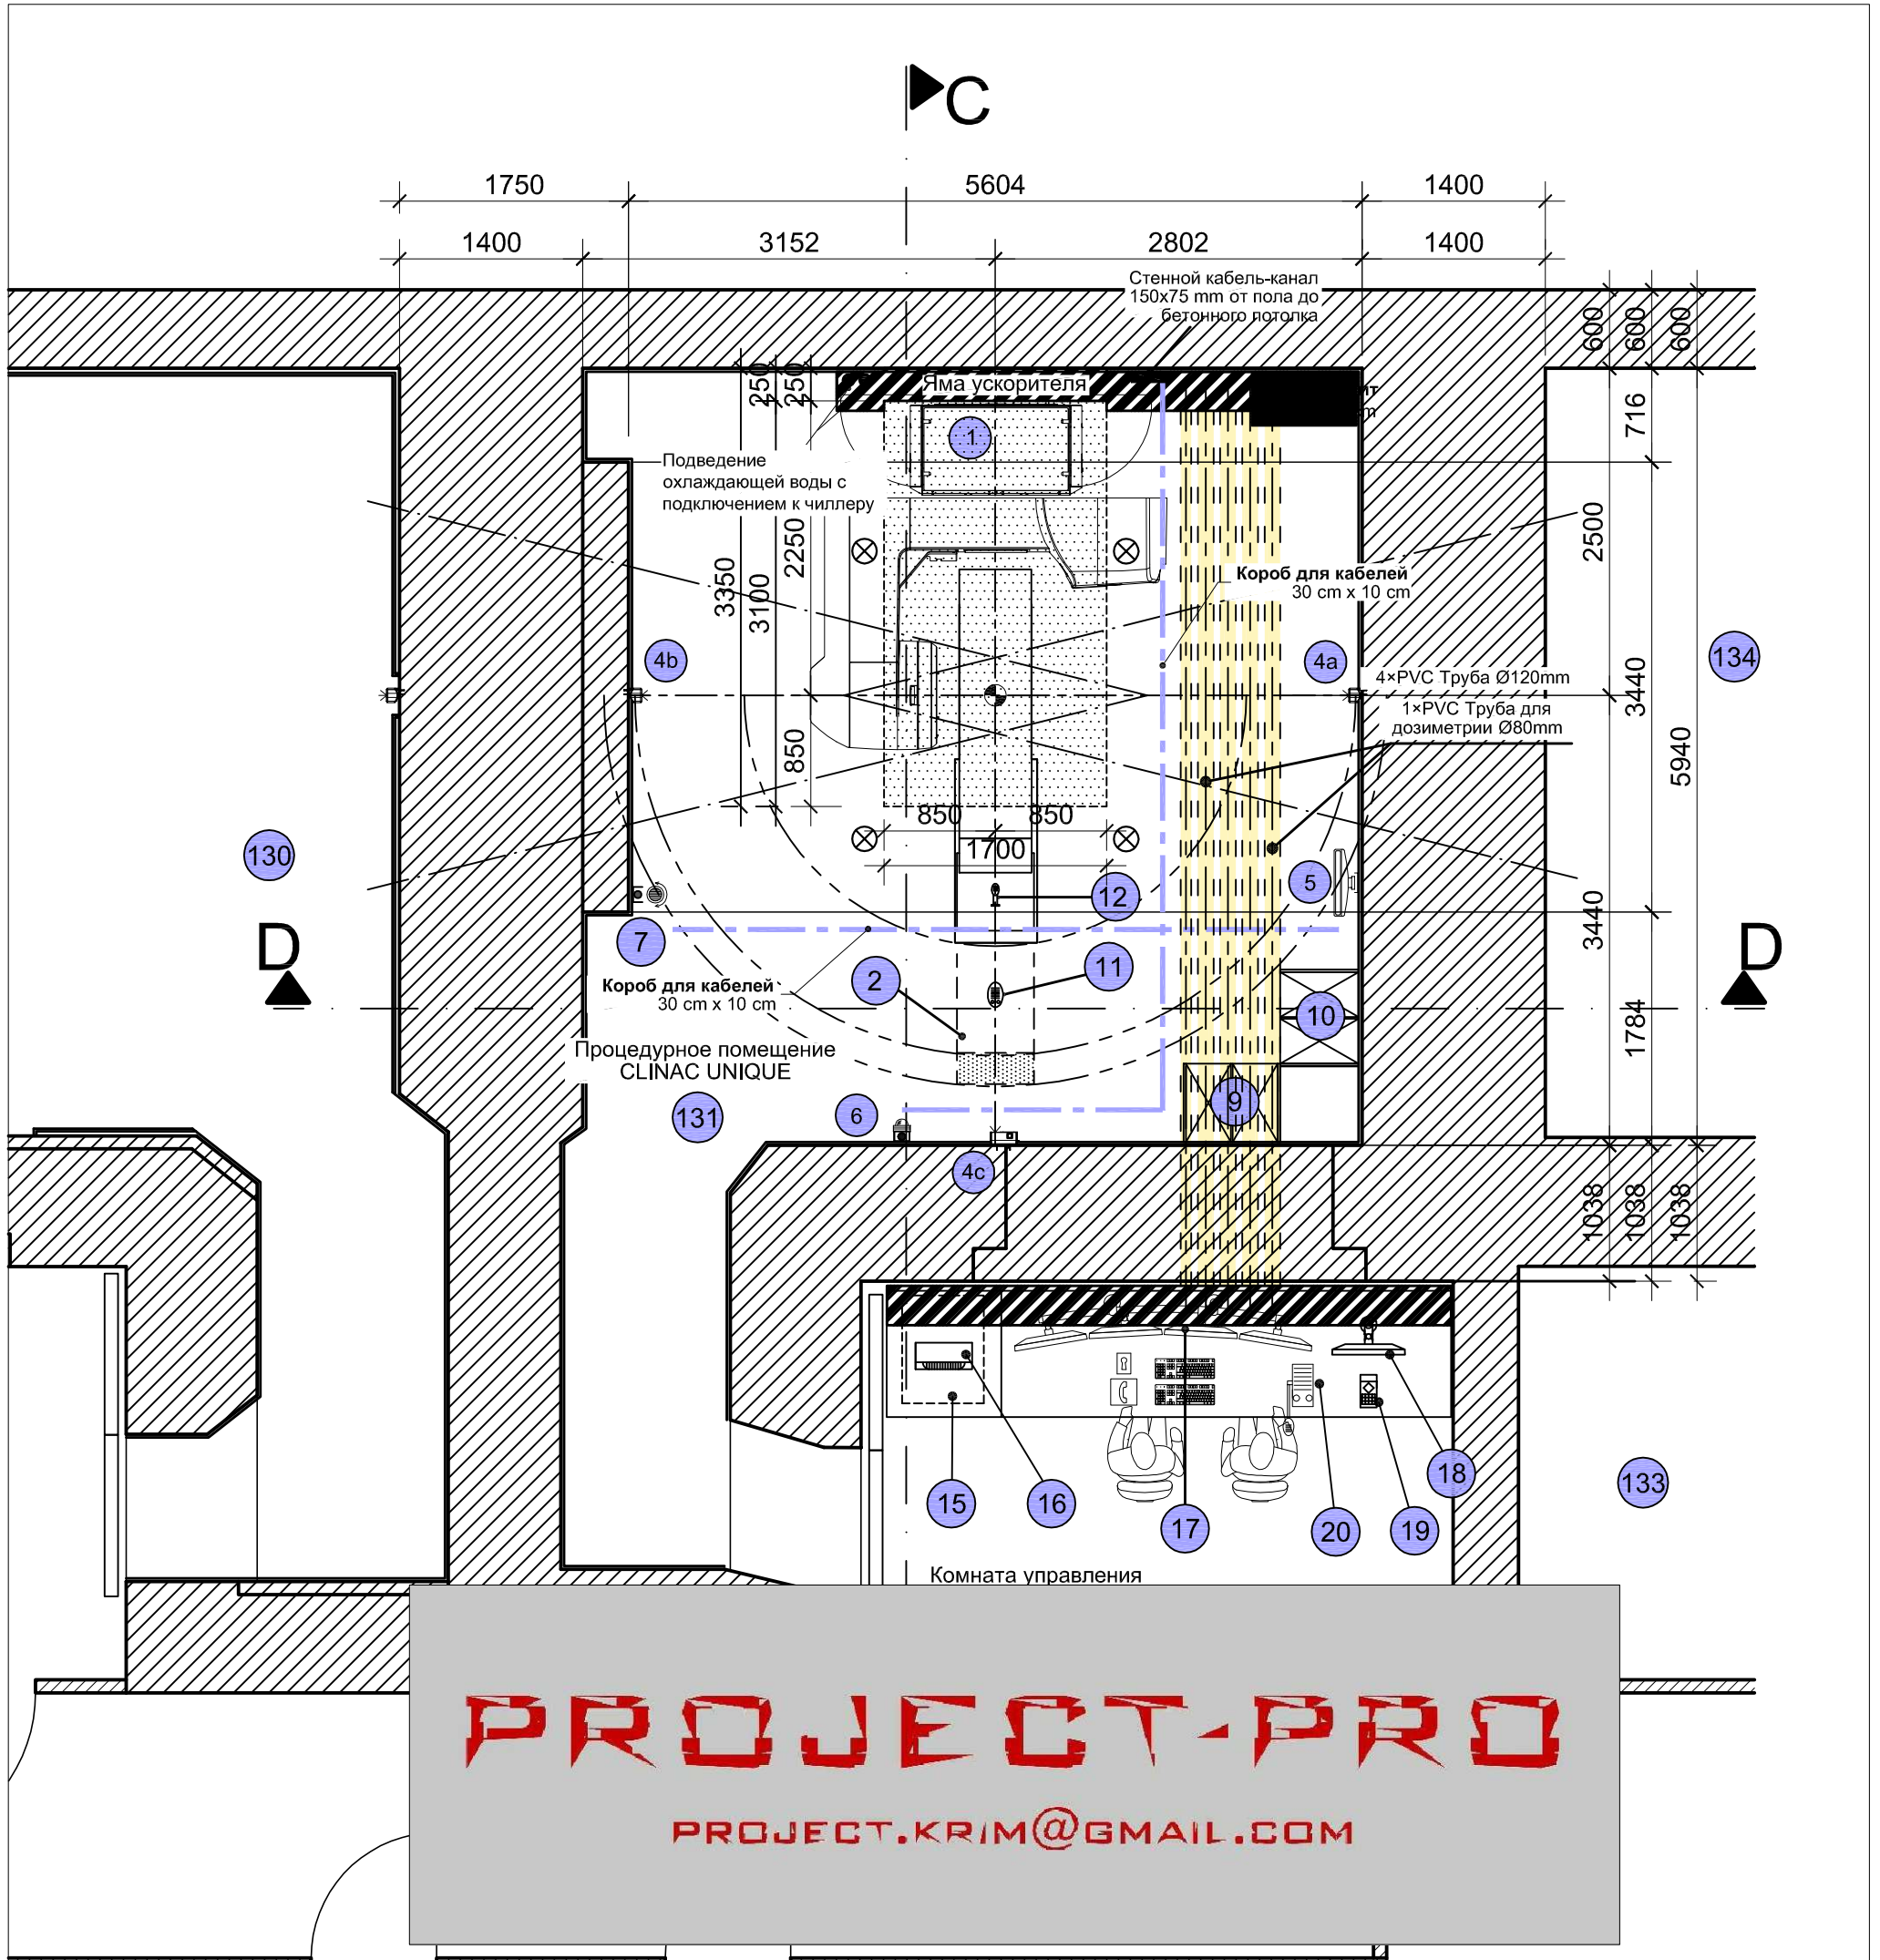 C
1750
5604
1400
1400
3152
2802
1400
Стенной кабель-канал
150x75 mm от пола до
бетонного потолка
600
600
600
250
250
Яма ускорителя
ит
m
1
716
Подведение
охлаждающей воды с
подключением к чиллеру
2250
2500
3350
3100
Короб для кабелей
30 cm x 10 cm
4b
4a
134
4×PVC Труба Ø120mm
1×PVC Труба для
дозиметрии Ø80mm
3440
850
5940
850
850
1700
130
5
12
3440
D
7
D
2
11
Короб для кабелей
30 cm x 10 cm
10
1784
Процедурное помещение
CLINAC UNIQUE
131
6
9
4c
1038
1038
1038
15
16
17
20
19
18
133
Комната управления
PROJECT-PRO
PROJECT.KRIM@GMAIL.COM